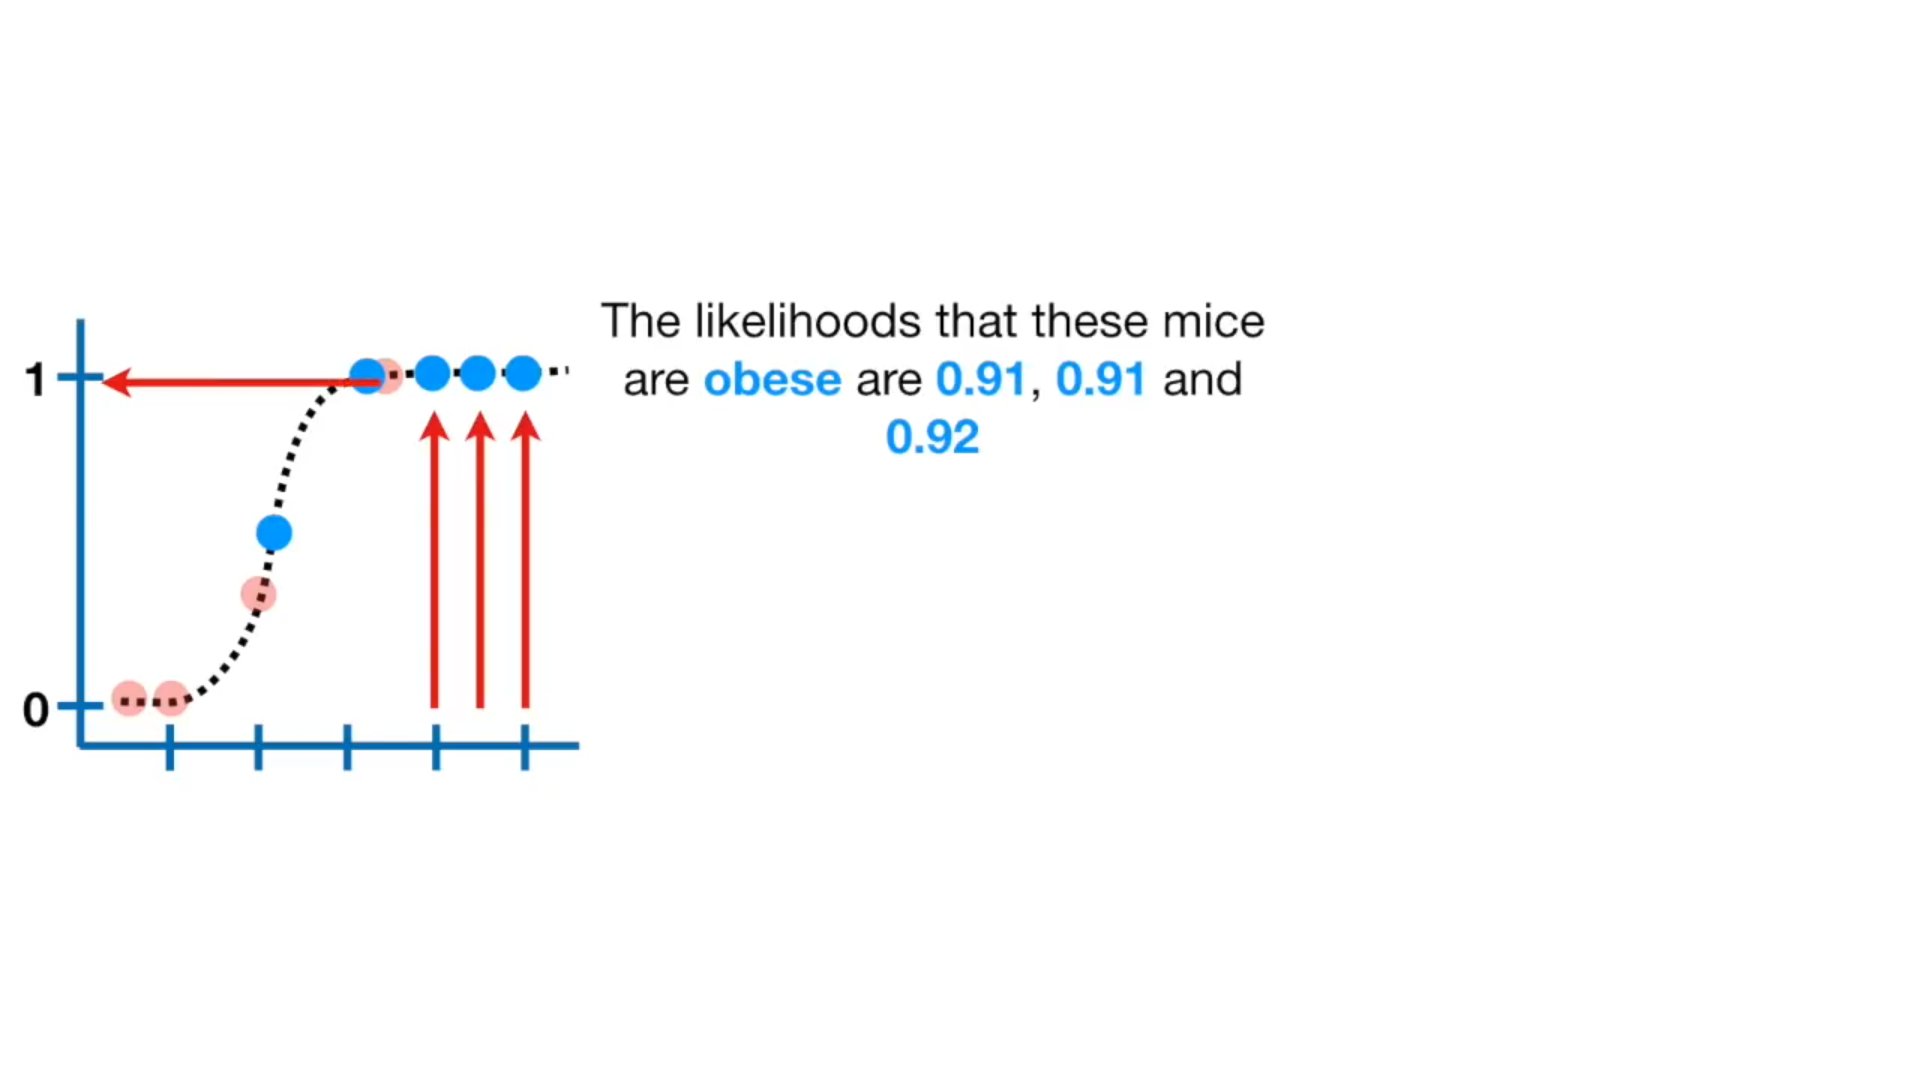 1
0
The likelihoods that these mice
are obese are 0.91, 0.91 and
0.92